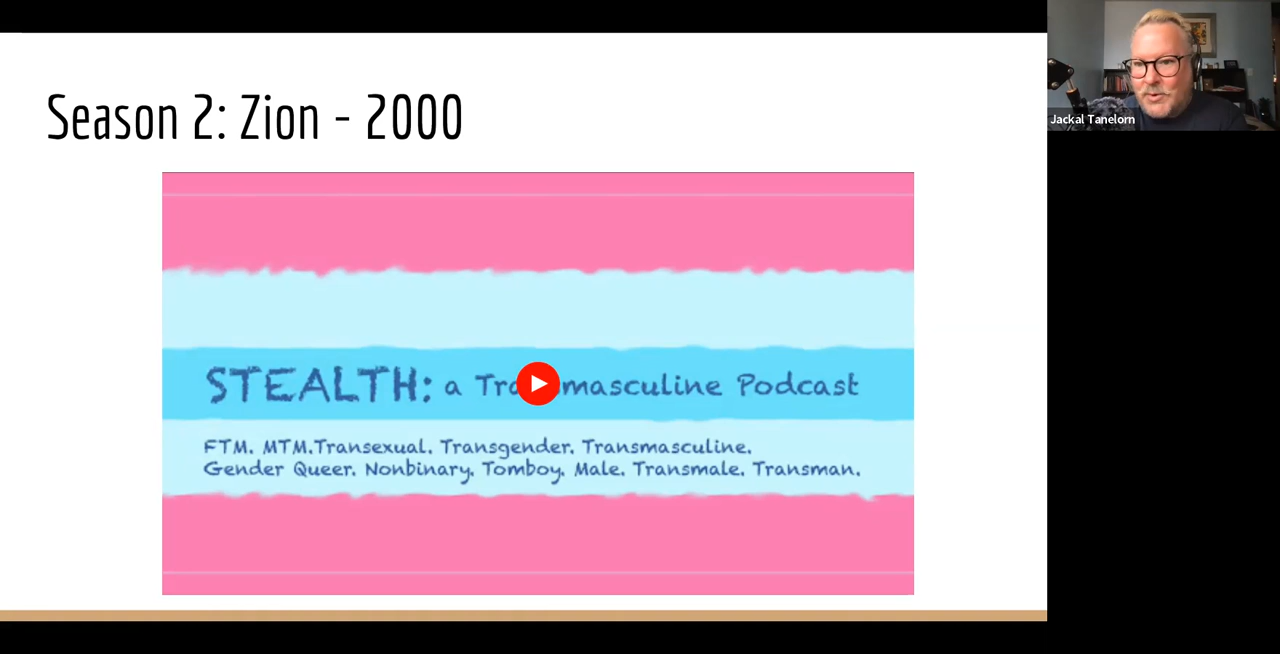 Season 2: Zion - 2000
Jackal Tanelorn
STEALTH: a masculine Podcast
FTM. MTM.Transexual. Transgender. Transmasculine.
Gender Queer. Nonbinary. Tomboy. Male. Transmale. Transman.